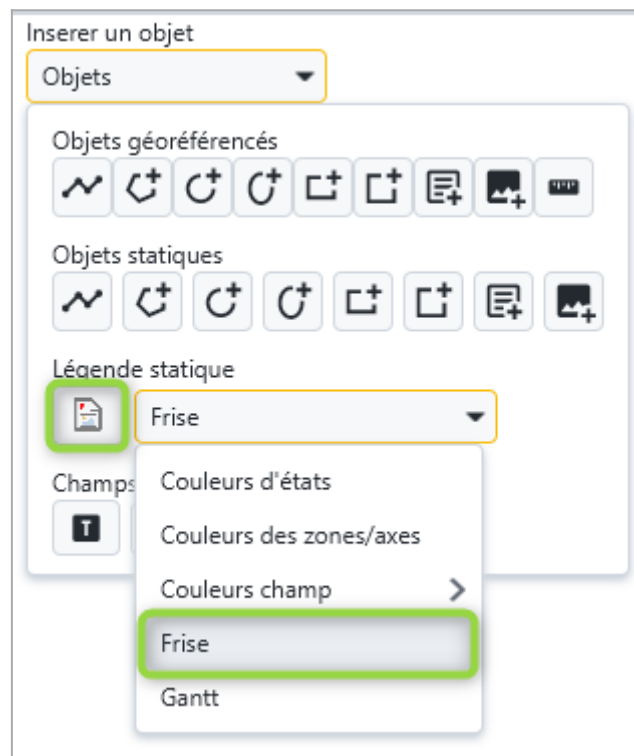 Inserer un objet
Objets
Objets géoréférencés
Objets statiques
Légende statique
Frise
Champs
T
Couleurs d'états
Couleurs des zones/axes
Couleurs champ
Frise
Gantt